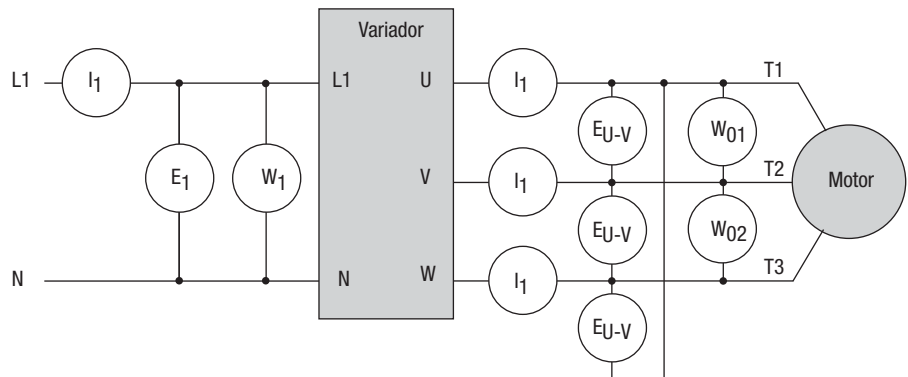 Variador
L1 I1 L1 U I1 T1
EU-V W01
E1 W1 V I1 T2 Motor
EU-V W02
N N W I1 T3
EU-V